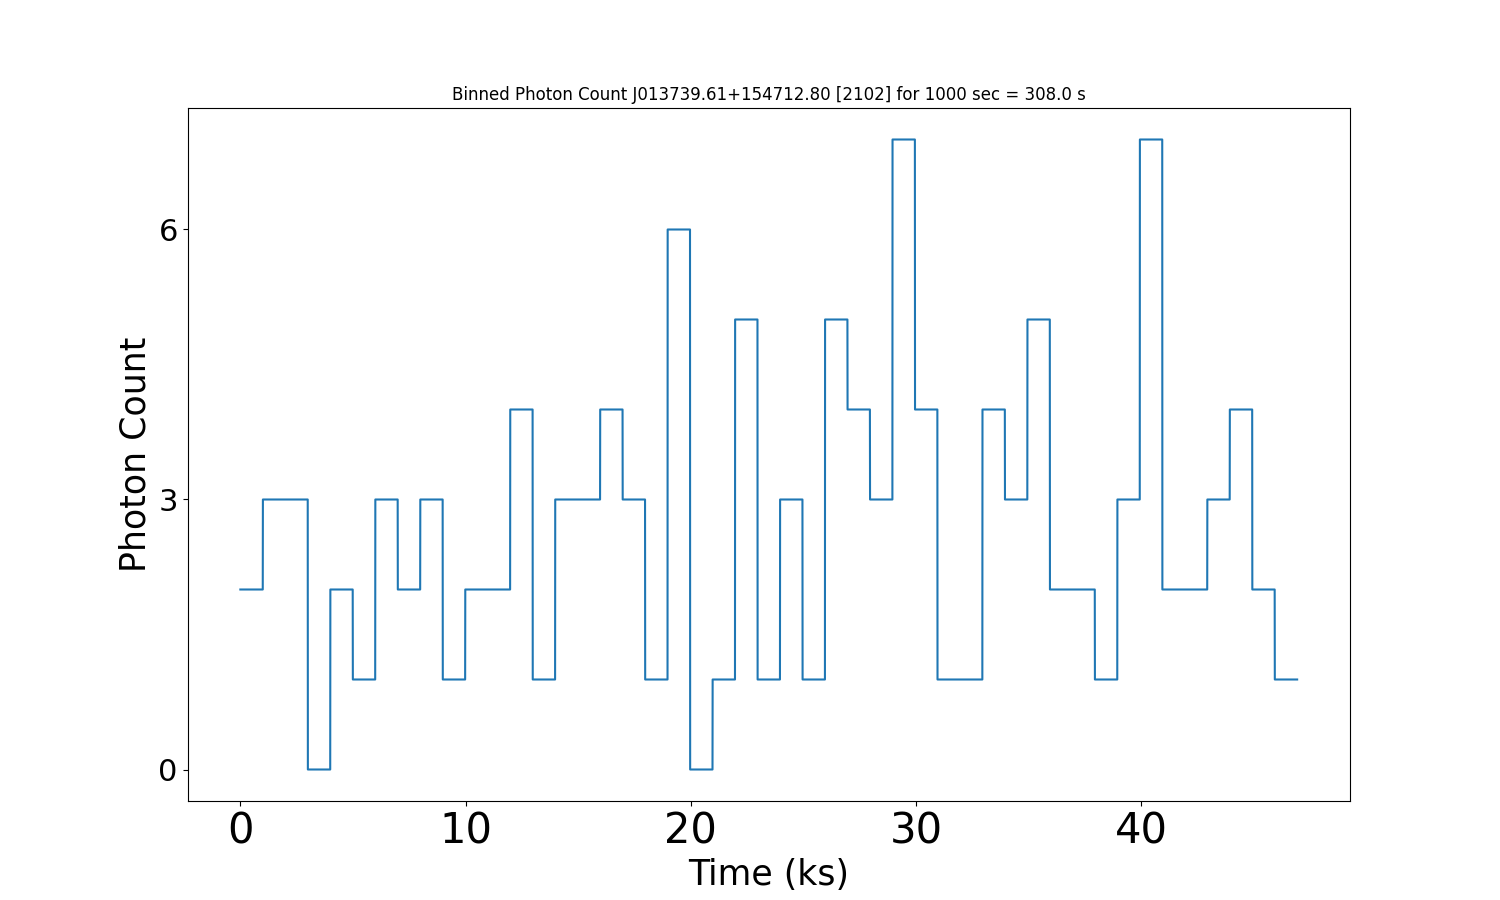 Binned Photon Count J013739.61+154712.80 [2102] for 1000 sec = 308.0 s
Photon Count
6
3
0
0 10 20 30 40
Time (ks)